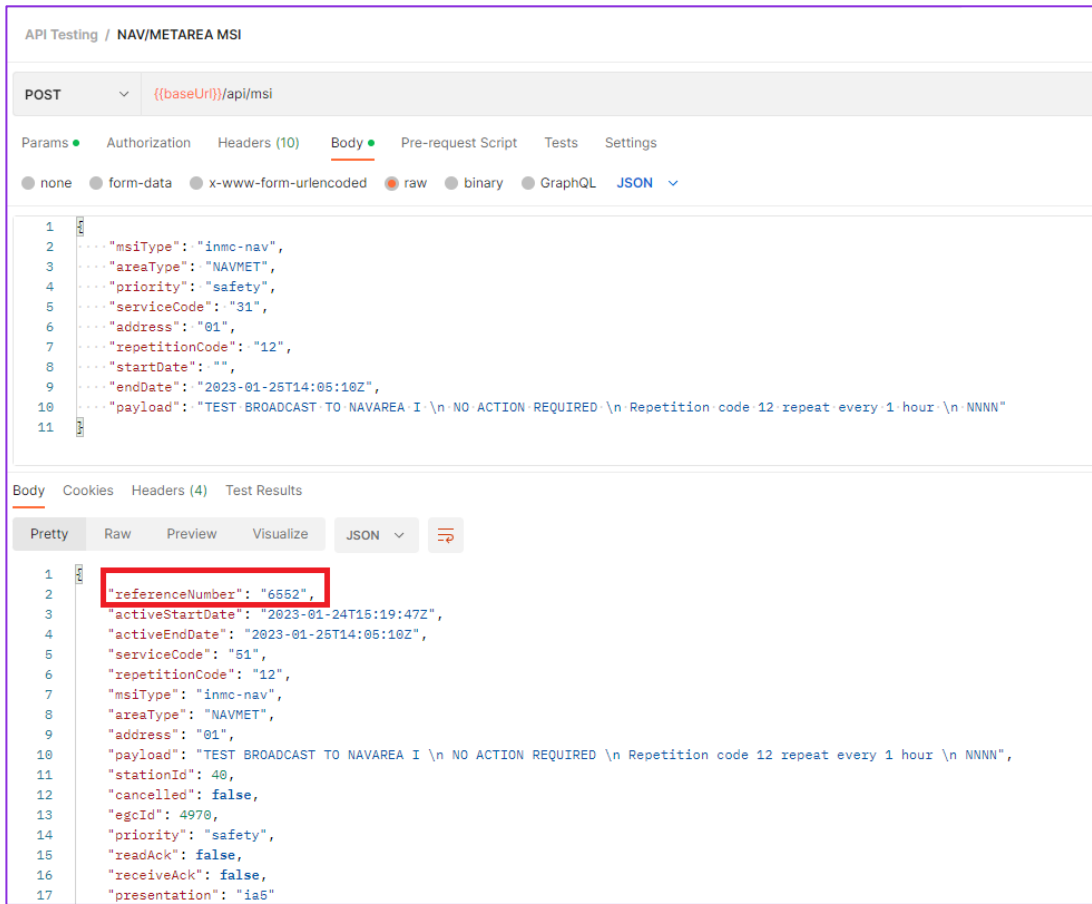 API Testing / NAV/METAREA MSI
POST {{baseUrl}}/api/msi
Params Authorization Headers (10) Body Pre-request Script Tests Settings
none form-data x-www-form-urlencoded raw binary GraphQL JSON
1 {
2 "msiType": "inmc-nav",
3 "areaType": "NAVMET",
4 "priority": "safety",
5 "serviceCode": "31",
6 "address": "01",
7 "repetitionCode": "12",
8 "startDate": "",
9 "endDate": "2023-01-25T14:05:10Z",
10 "payload": "TEST BROADCAST TO NAVAREA I \n NO ACTION REQUIRED \n Repetition code 12 repeat every 1 hour \n NNNN"
11 }
Body Cookies Headers (4) Test Results
Pretty Raw Preview Visualize JSON
1 {
2 "referenceNumber": "6552",
3 "activeStartDate": "2023-01-24T15:19:47Z",
4 "activeEndDate": "2023-01-25T14:05:10Z",
5 "serviceCode": "51",
6 "repetitionCode": "12",
7 "msiType": "inmc-nav",
8 "areaType": "NAVMET",
9 "address": "01",
10 "payload": "TEST BROADCAST TO NAVAREA I \n NO ACTION REQUIRED \n Repetition code 12 repeat every 1 hour \n NNNN",
11 "stationId": 40,
12 "cancelled": false,
13 "egcId": 4970,
14 "priority": "safety",
15 "readAck": false,
16 "receiveAck": false,
17 "presentation": "ia5"